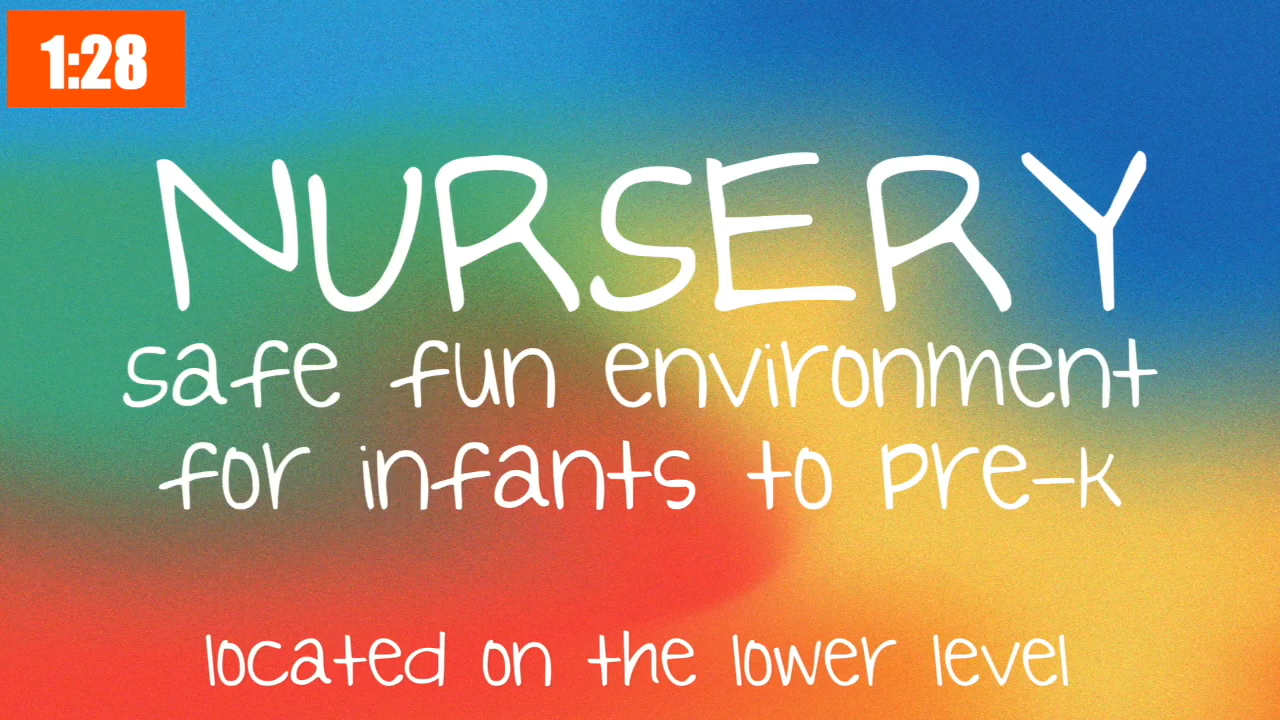 1:28
NURSERY
safe fun environment
for infants to pre-k
located on the lower level